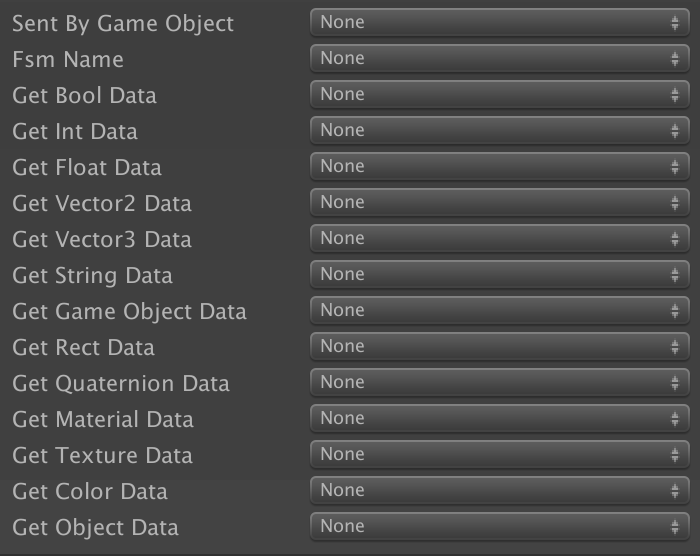 Sent By Game Object None
Fsm Name None
Get Bool Data None
Get Int Data None
Get Float Data None
Get Vector2 Data None
Get Vector3 Data None
Get String Data None
Get Game Object Data None
Get Rect Data None
Get Quaternion Data None
Get Material Data None
Get Texture Data None
Get Color Data None
Get Object Data None